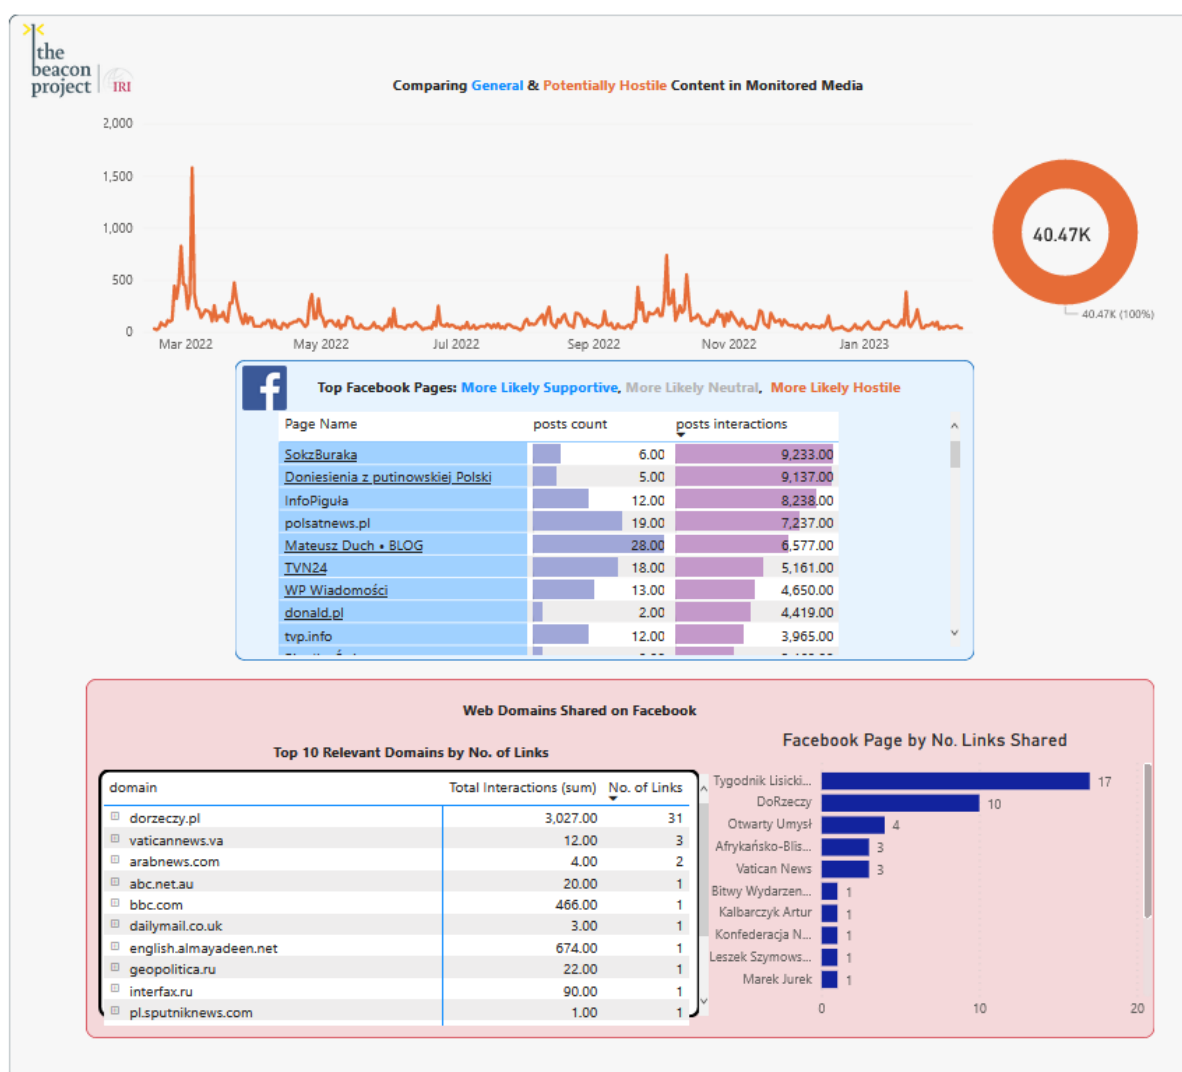 the
beacon
project
IRI
Comparing General & Potentially Hostile Content in Monitored Media
2,000
1,500
1,000
500
0
Mar 2022 May 2022 Jul 2022 Sep 2022 Nov 2022 Jan 2023
40.47K
40.47K (100%)
Top Facebook Pages: More Likely Supportive, More Likely Neutral, More Likely Hostile
Page Name posts count posts interactions
SokzBuraka 6.00 9,233.00
Doniesienia z putinowskiej Polski 5.00 9,137.00
InfoPiguła 12.00 8,238.00
polsatnews.pl 19.00 7,237.00
Mateusz Duch • BLOG 28.00 6,577.00
TVN24 18.00 5,161.00
WP Wiadomości 13.00 4,650.00
donald.pl 2.00 4,419.00
tvp.info 12.00 3,965.00
Web Domains Shared on Facebook
Top 10 Relevant Domains by No. of Links
domain Total Interactions (sum) No. of Links
dorzeczy.pl 3,027.00 31
vaticannews.va 12.00 3
arabnews.com 4.00 2
abc.net.au 20.00 1
bbc.com 466.00 1
dailymail.co.uk 3.00 1
english.almayadeen.net 674.00 1
geopolitica.ru 22.00 1
interfax.ru 90.00 1
pl.sputniknews.com 1.00 1
Facebook Page by No. Links Shared
Tygodnik Lisicki... 17
DoRzeczy 10
Otwarty Umysł 4
Afrykańsko-Blis... 3
Vatican News 3
Bitwy Wydarzen... 1
Kalbarczyk Artur 1
Konfederacja N... 1
Leszek Szymows... 1
Marek Jurek 1
0 10 20